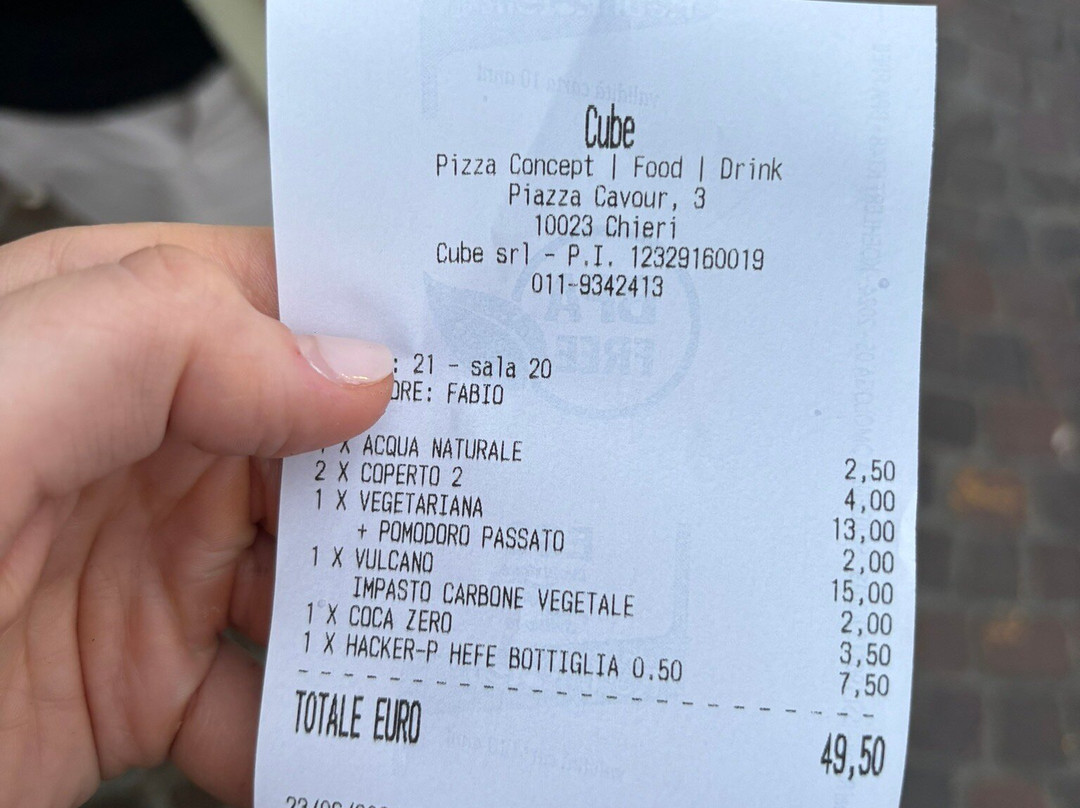 Cube
Pizza Concept | Food | Drink
Piazza Cavour, 3
10023 Chieri
Cube srl - P.I. 12329160019
011-9342413
: 21 - sala 20
ORE: FABIO
X ACQUA NATURALE 2,50
2 X COPERTO 2 4,00
1 X VEGETARIANA 13,00
+ POMODORO PASSATO 2,00
1 X VULCANO 15,00
IMPASTO CARBONE VEGETALE 2,00
1 X COCA ZERO 3,50
1 X HACKER-P HEFE BOTTIGLIA 0.50 7,50
TOTALE EURO 49,50